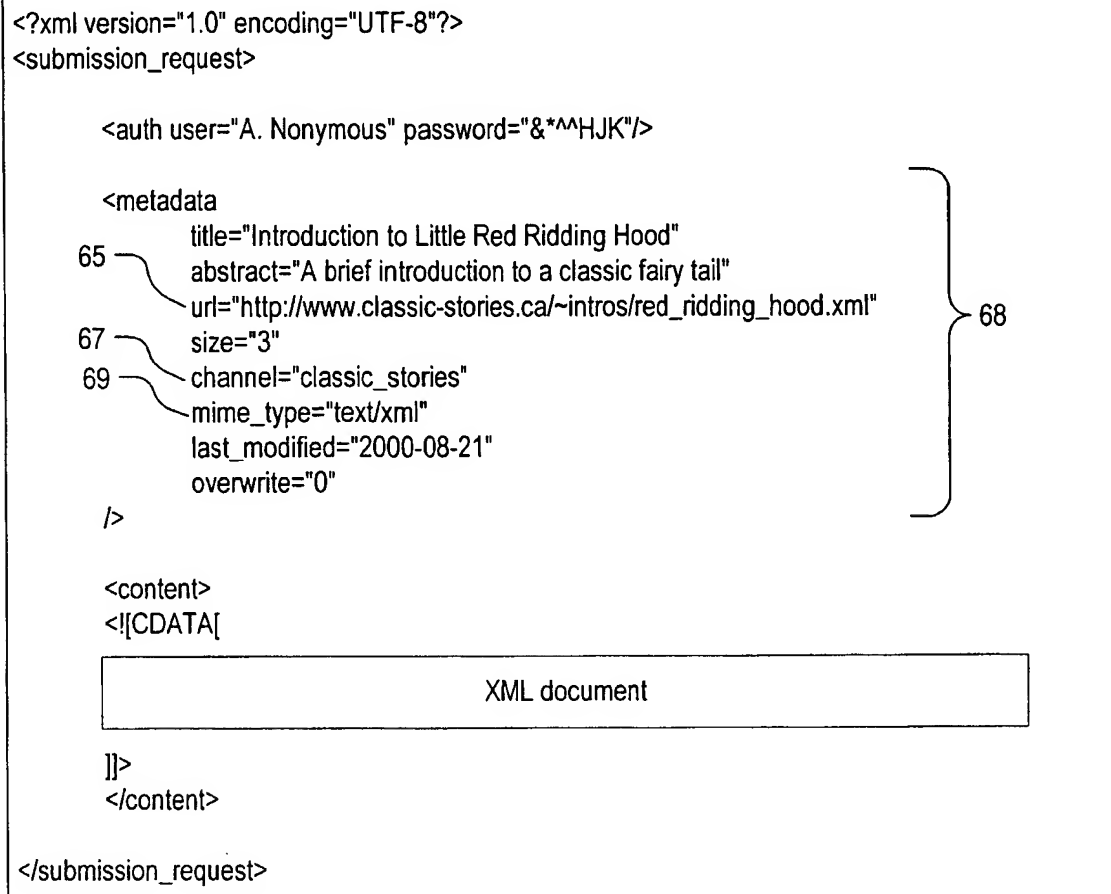 <?xml version="1.0" encoding="UTF-8"?>
<submission_request>
<auth user="A. Nonymous" password="&*^^HJK"/>
<metadata
title="Introduction to Little Red Ridding Hood"
65
abstract="A brief introduction to a classic fairy tail"
url="http://www.classic-stories.ca/~intros/red_ridding_hood.xml"
68
67
size="3"
69
channel="classic_stories"
mime_type="text/xml"
last_modified="2000-08-21"
overwrite="0"
/>
<content>
<![CDATA[
XML document
]]>
</content>
</submission_request>